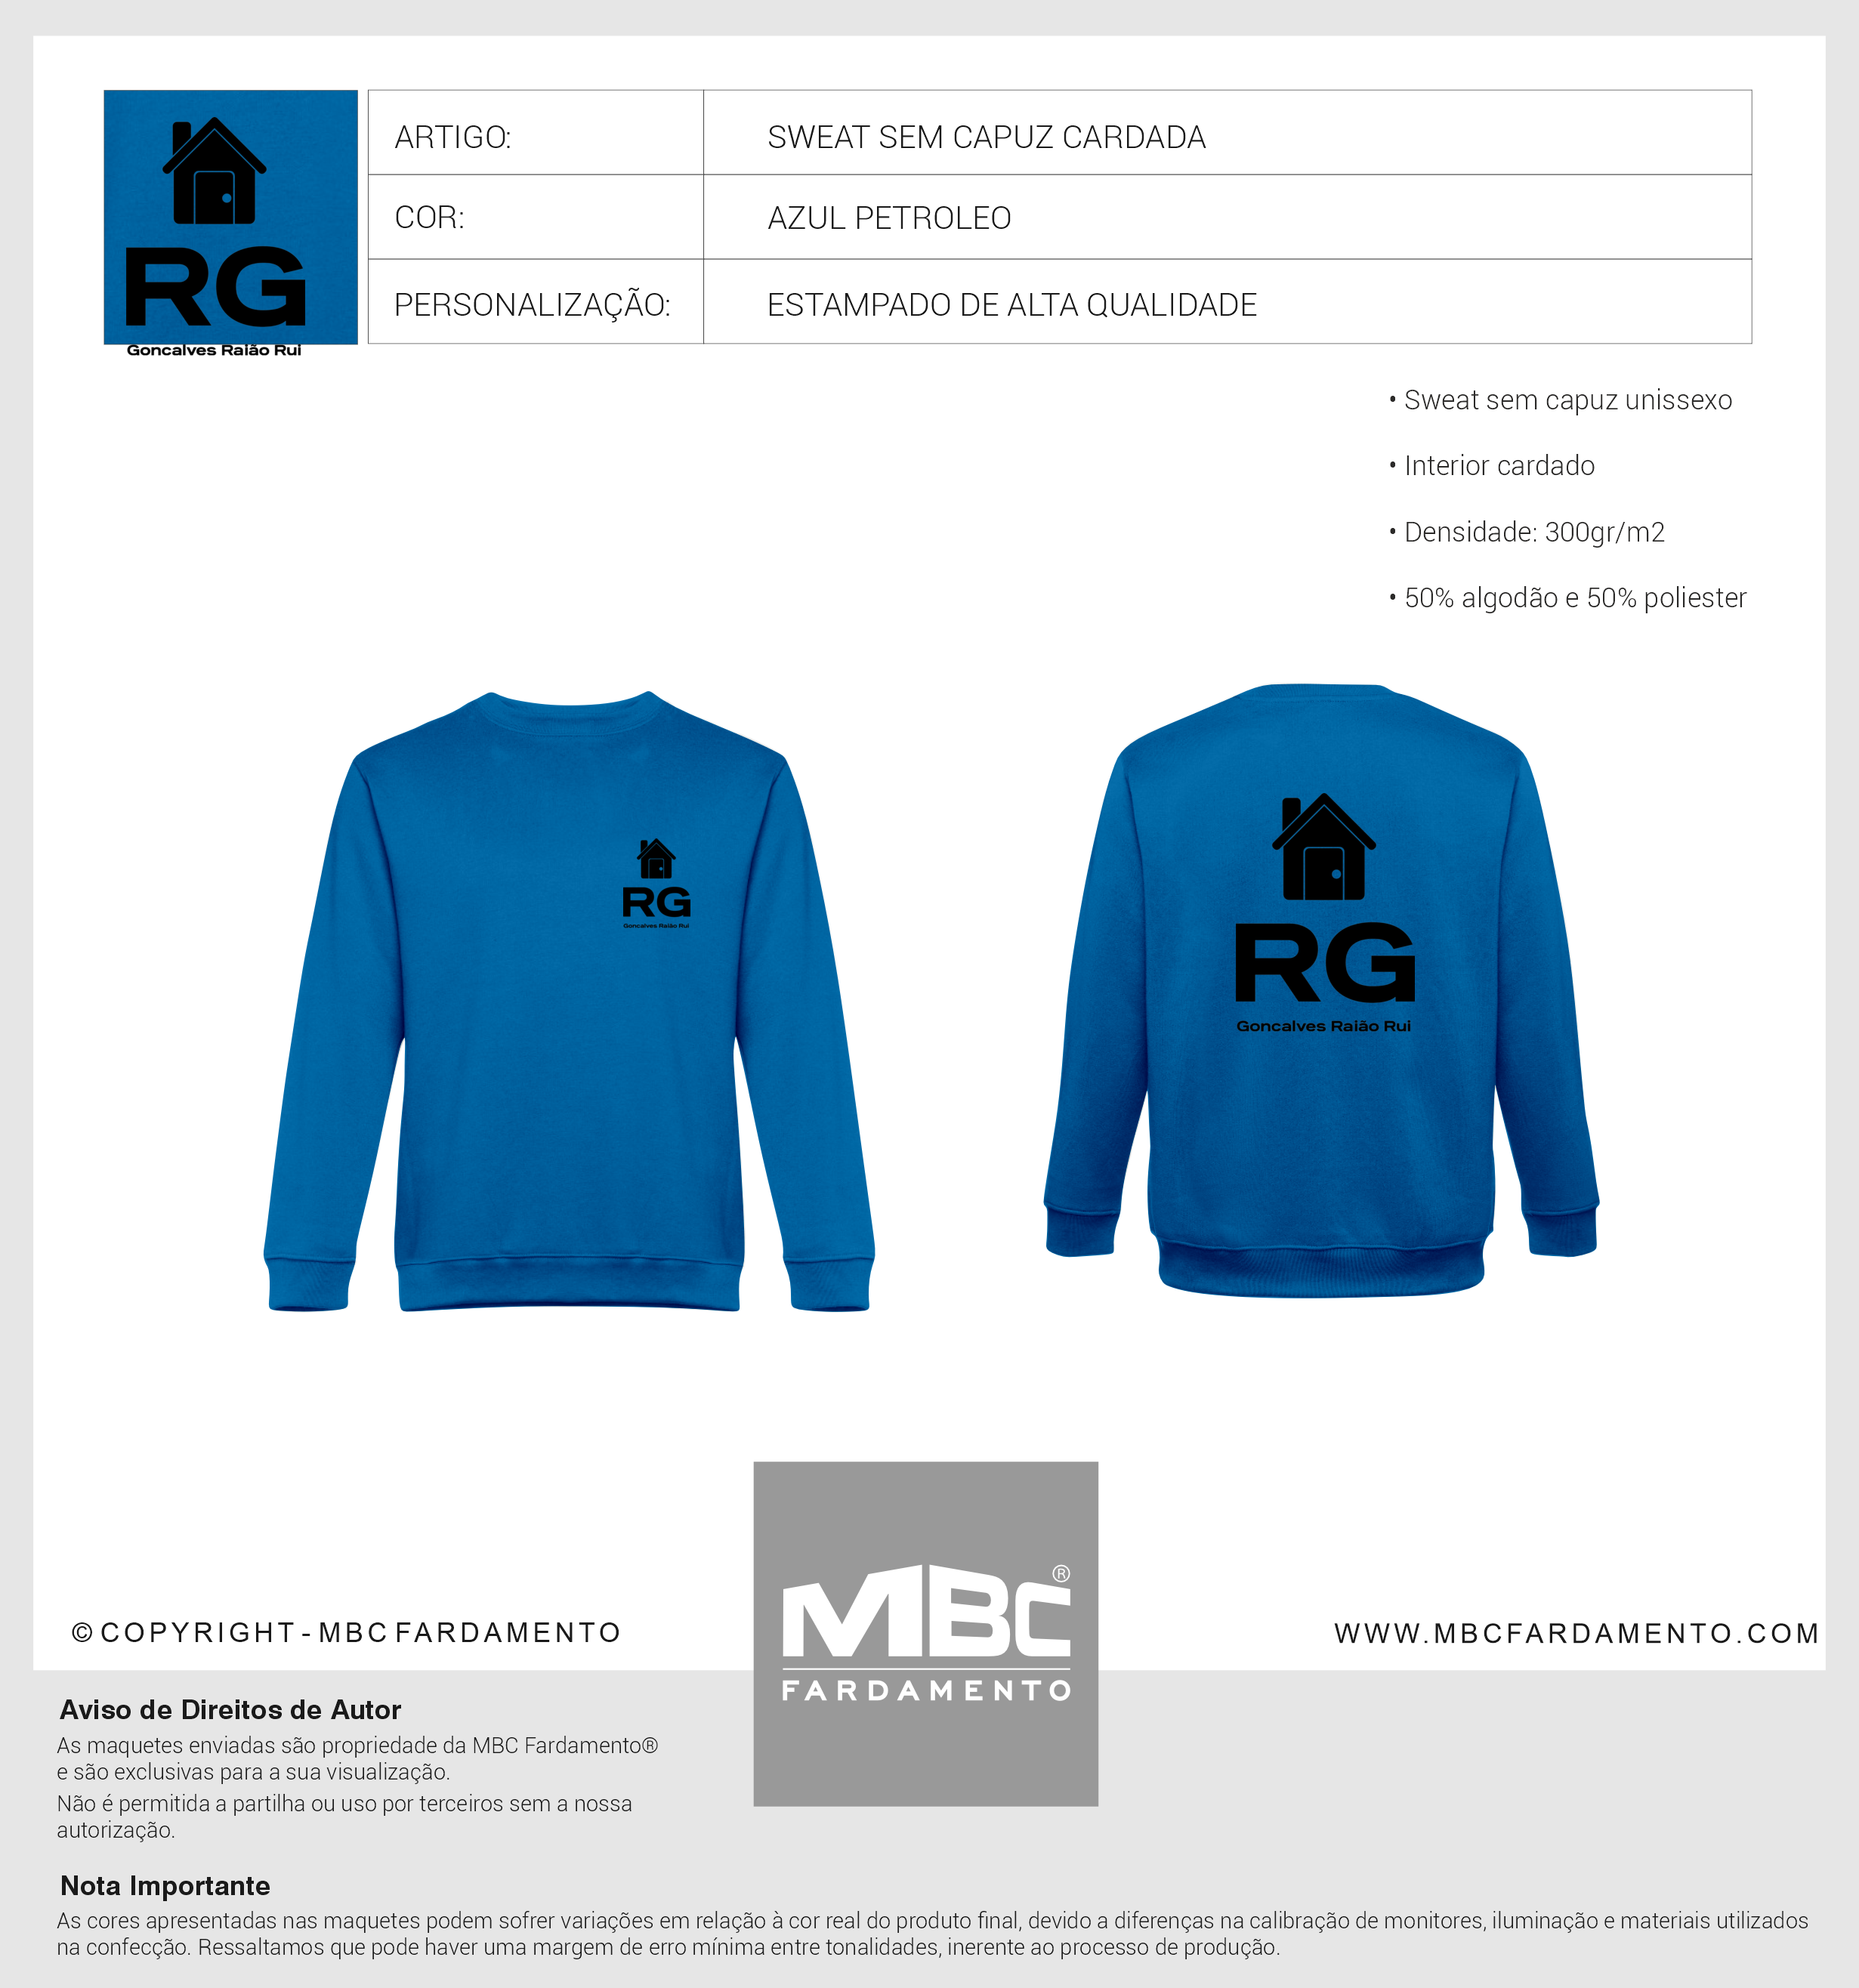 RG
Goncalves Raião Rui
ARTIGO: SWEAT SEM CAPUZ CARDADA
COR: AZUL PETROLEO
PERSONALIZAÇÃO: ESTAMPADO DE ALTA QUALIDADE
• Sweat sem capuz unissexo
• Interior cardado
• Densidade: 300gr/m2
• 50% algodão e 50% poliester
RG
Goncalves Raião Rui
RG
Goncalves Raião Rui
MBC®
FARDAMENTO
© COPYRIGHT - MBC FARDAMENTO
WWW.MBCFARDAMENTO.COM
Aviso de Direitos de Autor
As maquetes enviadas são propriedade da MBC Fardamento®
e são exclusivas para a sua visualização.
Não é permitida a partilha ou uso por terceiros sem a nossa
autorização.
Nota Importante
As cores apresentadas nas maquetes podem sofrer variações em relação à cor real do produto final, devido a diferenças na calibração de monitores, iluminação e materiais utilizados
na confecção. Ressaltamos que pode haver uma margem de erro mínima entre tonalidades, inerente ao processo de produção.